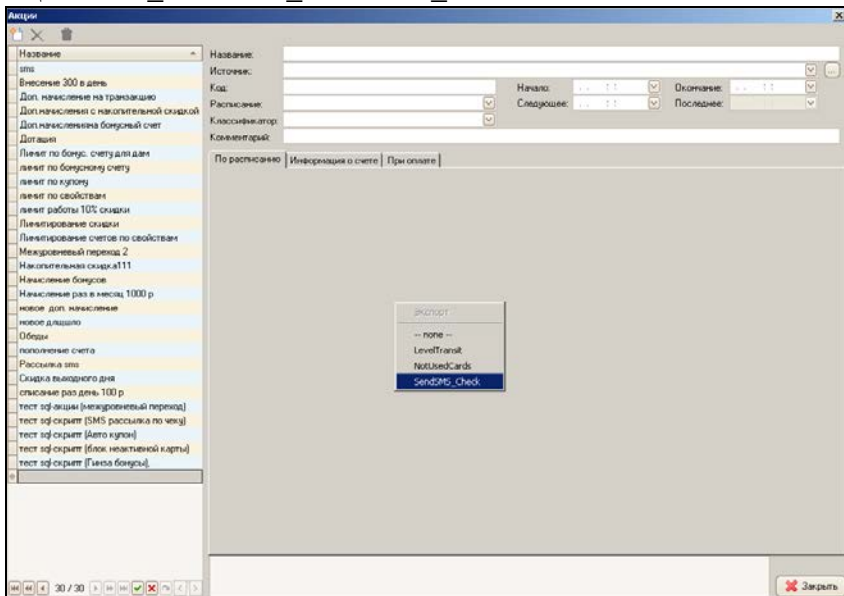 Акции
Название
sms
Внесение 300 в день
Доп. начисление на транзакцию
Доп.начисления с накопительной скидкой
Доп.начисленияна бонусный счет
Дотация
Лимит по бонус. счету для дам
лимит по бонусному счету
лимит по купону
лимит по свойствам
лимит работы 10% скидки
Лимитирование скидки
Лимитирование счетов по свойствам
Межуровневый переход 2
Накопительная скидка111
Начисление бонусов
Начисление раз в месяц 1000 р
новое доп. начисление
новое длщшло
Обеды
пополнение счета
Рассылка sms
Скидка выходного дня
списание раз день 100 р
тест sql-акции (межуровневый переход)
тест sql-скрипт (SMS рассылка по чеку)
тест sql-скрипт (Авто купон)
тест sql-скрипт (блок неактивной карты)
тест sql-скрипт (Гинза бонусы),
30 / 30
Название:
Источник:
Код:
Начало:
Окончание:
Расписание:
Следующее:
Последнее:
Классификатор:
Комментарий:
По расписанию
Информация о счете
При оплате
Экспорт
-- none --
LevelTransit
NotUsedCards
SendSMS_Check
Закрыть